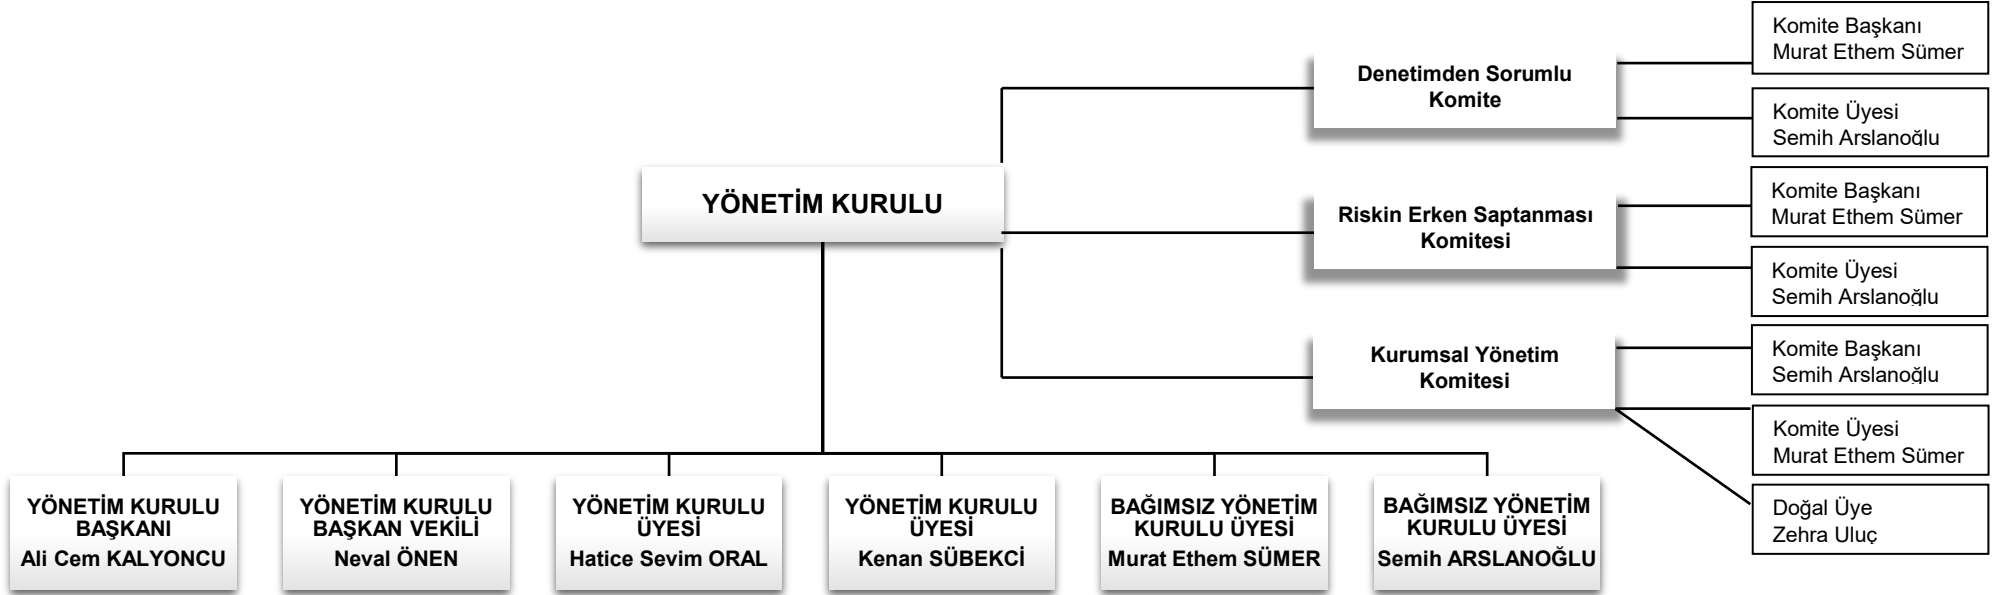 Komite Başkanı
Murat Ethem Sümer
Denetimden Sorumlu
Komite
Komite Üyesi
Semih Arslanoğlu
YÖNETİM KURULU
Riskin Erken Saptanması
Komitesi
Komite Başkanı
Murat Ethem Sümer
Komite Üyesi
Semih Arslanoğlu
Kurumsal Yönetim
Komitesi
Komite Başkanı
Semih Arslanoğlu
Komite Üyesi
Murat Ethem Sümer
Doğal Üye
Zehra Uluç
YÖNETİM KURULU
BAŞKANI
Ali Cem KALYONCU
YÖNETİM KURULU
BAŞKAN VEKİLİ
Neval ÖNEN
YÖNETİM KURULU
ÜYESİ
Hatice Sevim ORAL
YÖNETİM KURULU
ÜYESİ
Kenan SÜBEKCİ
BAĞIMSIZ YÖNETİM
KURULU ÜYESİ
Murat Ethem SÜMER
BAĞIMSIZ YÖNETİM
KURULU ÜYESİ
Semih ARSLANOĞLU